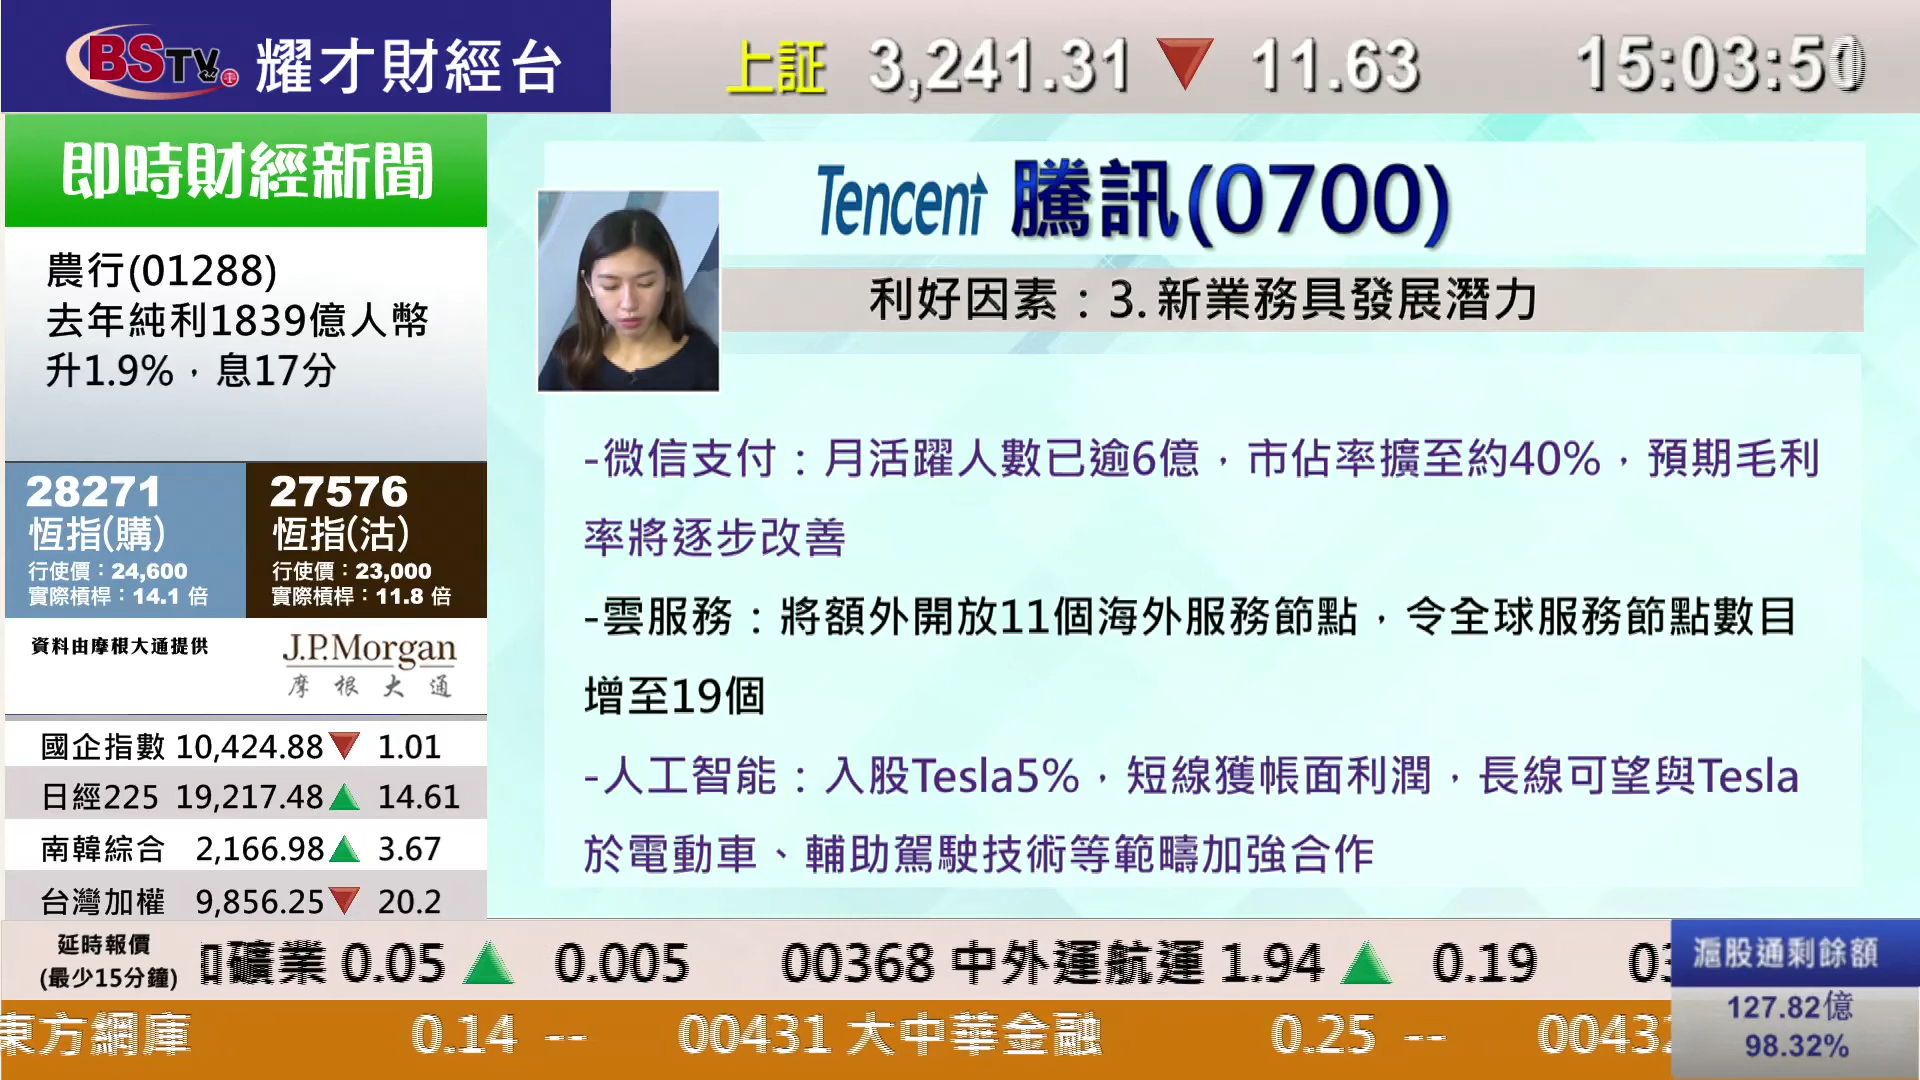 BSTV 耀才財經台
上証 3,241.31 ▼ 11.63
15:03:5
即時財經新聞
農行(01288)
去年純利1839億人幣
升1.9%，息17分
28271
恆指(購)
行使價：24,600
實際槓桿：14.1 倍
27576
恆指(沽)
行使價：23,000
實際槓桿：11.8 倍
資料由摩根大通提供
J.P.Morgan
摩根大通
國企指數 10,424.88 ▼ 1.01
日經225 19,217.48 ▲ 14.61
南韓綜合 2,166.98 ▲ 3.67
台灣加權 9,856.25 ▼ 20.2
Tencent 騰訊(0700)
利好因素：3.新業務具發展潛力
-微信支付：月活躍人數已逾6億，市佔率擴至約40%，預期毛利
率將逐步改善
-雲服務：將額外開放11個海外服務節點，令全球服務節點數目
增至19個
-人工智能：入股Tesla5%，短線獲帳面利潤，長線可望與Tesla
於電動車、輔助駕駛技術等範疇加強合作
延時報價
(最少15分鐘)
礦業 0.05 ▲ 0.005 00368 中外運航運 1.94 ▲ 0.19
東方網庫 0.14 -- 00431 大中華金融 0.25 -- 00432
滬股通剩餘額
127.82億
98.32%